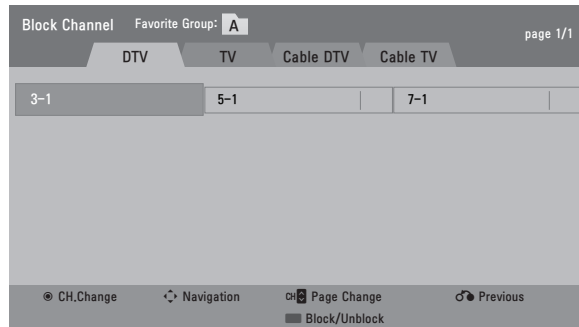 Block Channel Favorite Group: A page 1/1
DTV TV Cable DTV Cable TV
3-1 5-1 7-1
CH.Change Navigation CH Page Change Previous
Block/Unblock